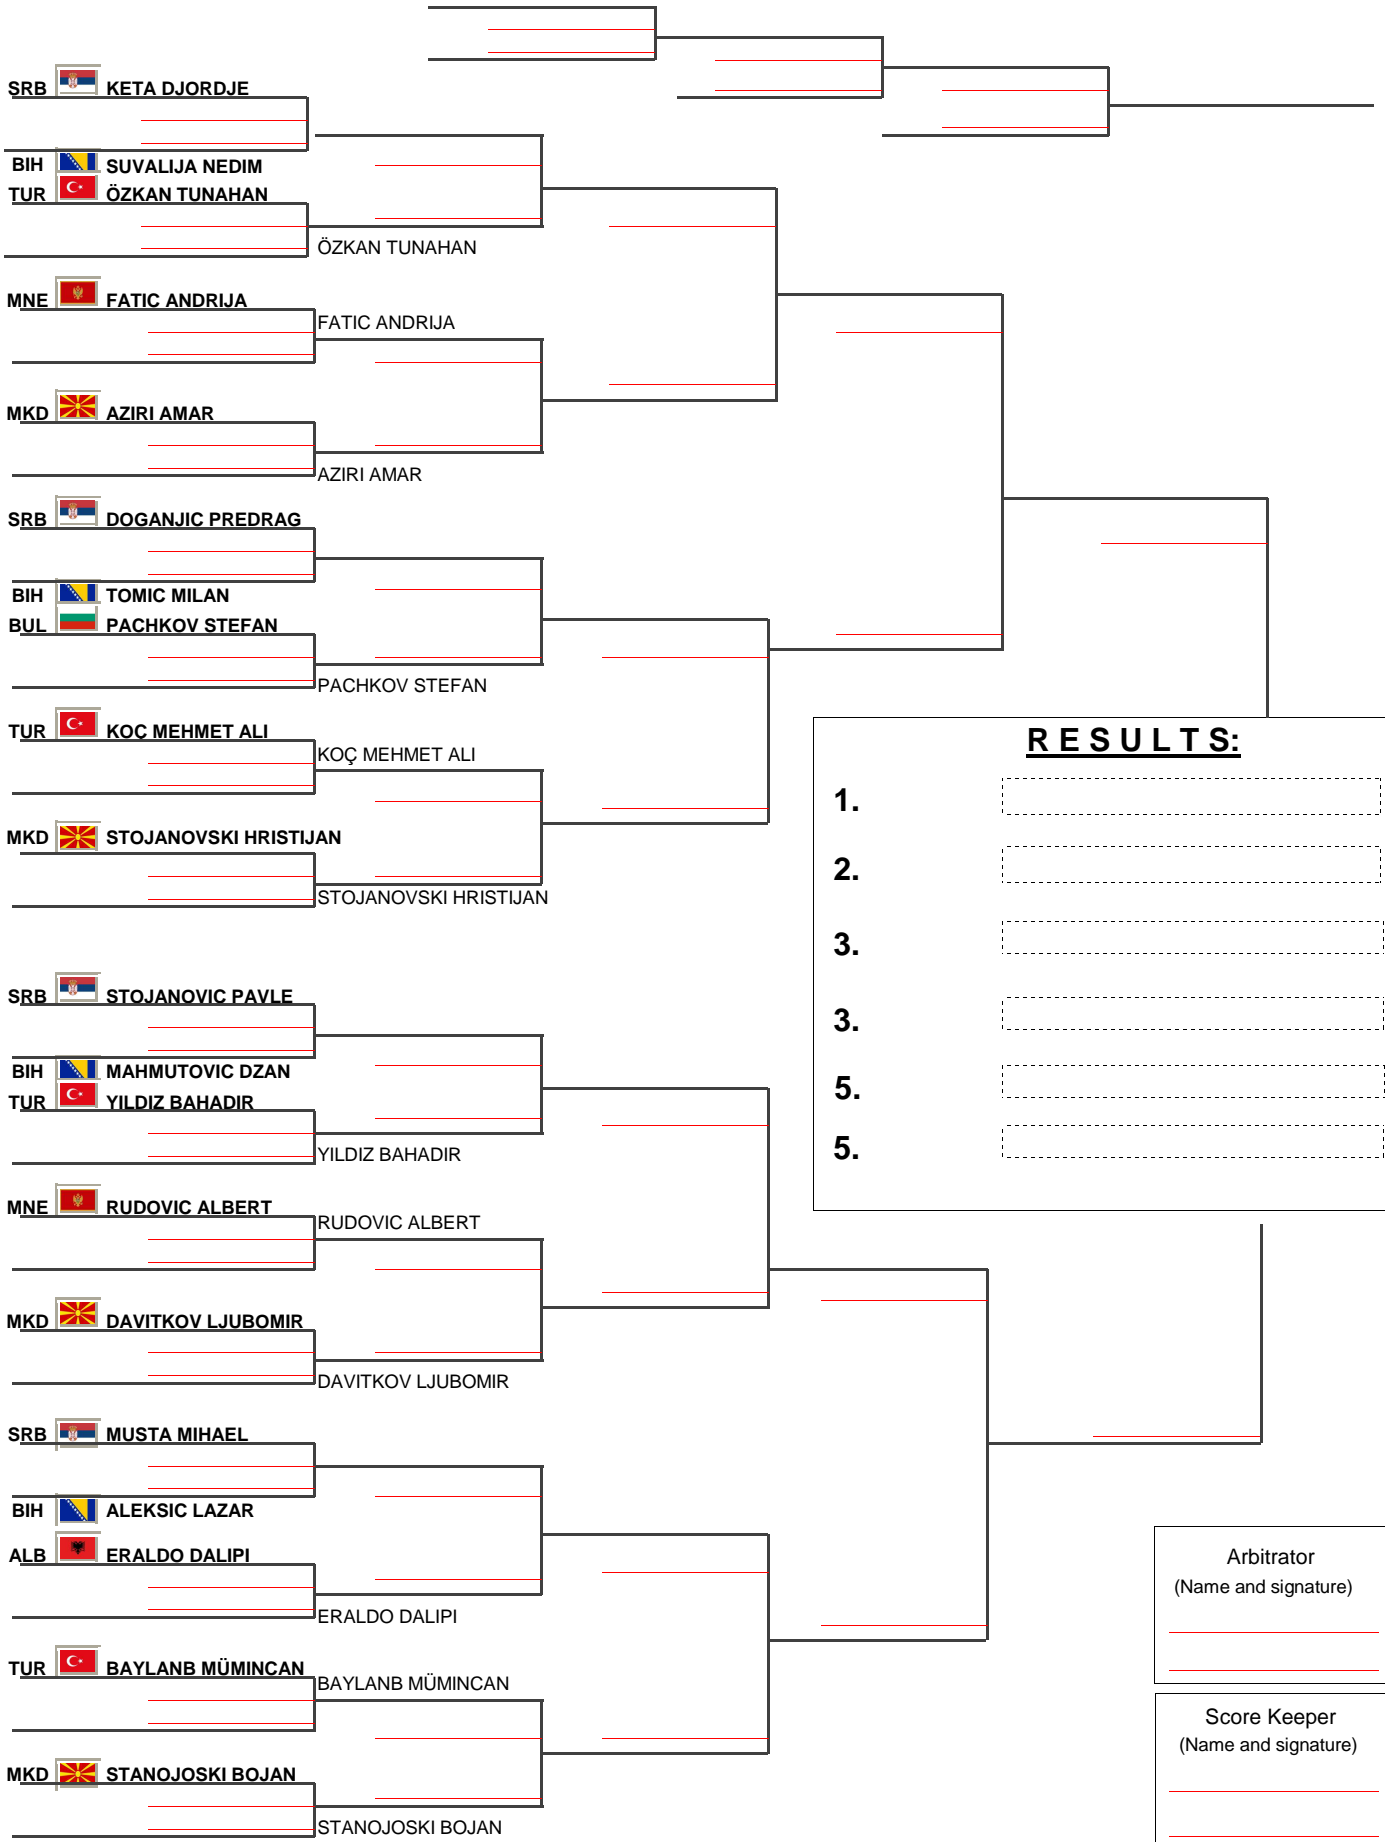 SRB KETA DJORDJE
BIH SUVALIJA NEDIM
TUR ÖZKAN TUNAHAN
ÖZKAN TUNAHAN
MNE FATIC ANDRIJA
FATIC ANDRIJA
MKD AZIRI AMAR
AZIRI AMAR
SRB DOGANJIC PREDRAG
BIH TOMIC MILAN
BUL PACHKOV STEFAN
PACHKOV STEFAN
TUR KOÇ MEHMET ALI
KOÇ MEHMET ALI
MKD STOJANOVSKI HRISTIJAN
STOJANOVSKI HRISTIJAN
SRB STOJANOVIC PAVLE
BIH MAHMUTOVIC DZAN
TUR YILDIZ BAHADIR
YILDIZ BAHADIR
MNE RUDOVIC ALBERT
RUDOVIC ALBERT
MKD DAVITKOV LJUBOMIR
DAVITKOV LJUBOMIR
SRB MUSTA MIHAEL
BIH ALEKSIC LAZAR
ALB ERALDO DALIPI
ERALDO DALIPI
TUR BAYLANB MÜMINCAN
BAYLANB MÜMINCAN
MKD STANOJOSKI BOJAN
STANOJOSKI BOJAN
R E S U L T S:
1.
2.
3.
3.
5.
5.
Arbitrator
(Name and signature)
Score Keeper
(Name and signature)